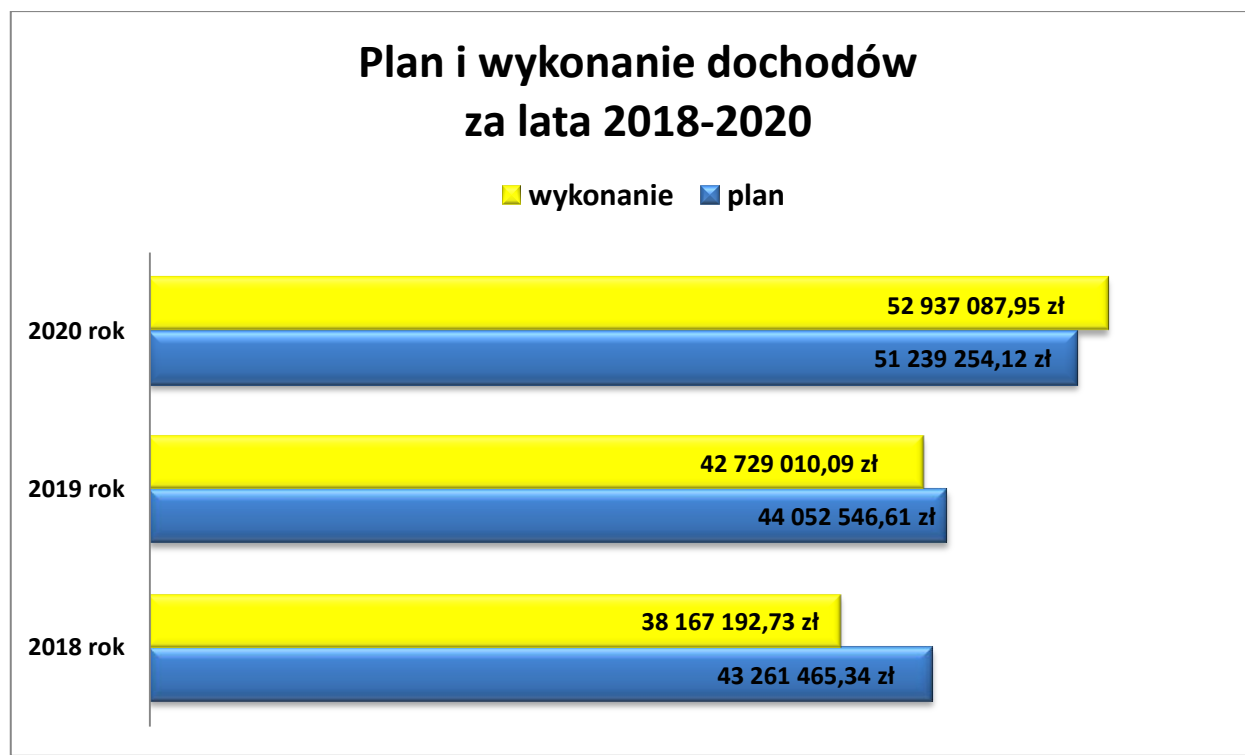 Plan i wykonanie dochodów
za lata 2018-2020
wykonanie plan
2020 rok
52 937 087,95 zł
51 239 254,12 zł
2019 rok
42 729 010,09 zł
44 052 546,61 zł
2018 rok
38 167 192,73 zł
43 261 465,34 zł